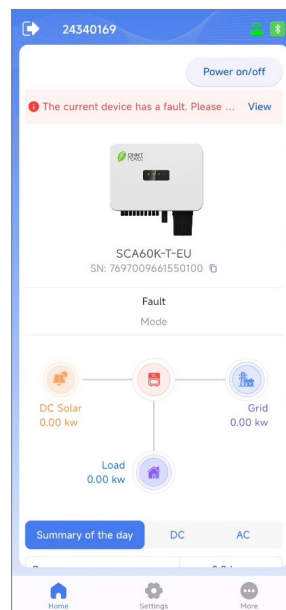 24340169
Power on/off
The current device has a fault. Please ... View
CHNT
POWER
SCA60K-T-EU
SN: 7697009661550100
Fault
Mode
DC Solar
0.00 kw
Grid
0.00 kw
Load
0.00 kw
Summary of the day DC AC
Home Settings More